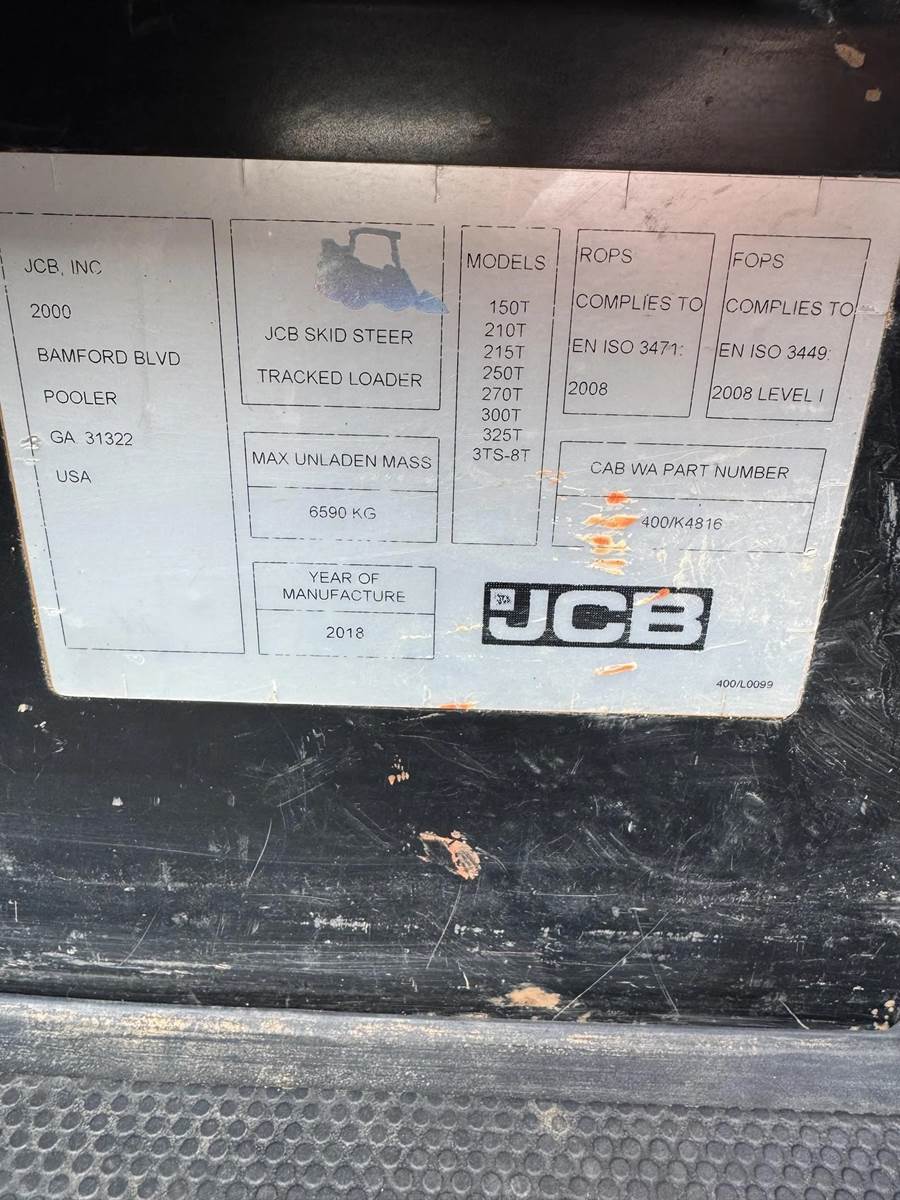 JCB, INC
2000
BAMFORD BLVD
POOLER
GA 31322
USA
JCB SKID STEER
TRACKED LOADER
MAX UNLADEN MASS
6590 KG
YEAR OF
MANUFACTURE
2018
MODELS
150T
210T
215T
250T
270T
300T
325T
3TS-8T
ROPS
COMPLIES TO
EN ISO 3471:
2008
FOPS
COMPLIES TO
EN ISO 3449:
2008 LEVEL I
CAB WA PART NUMBER
400/K4816
JCB
400/L0099